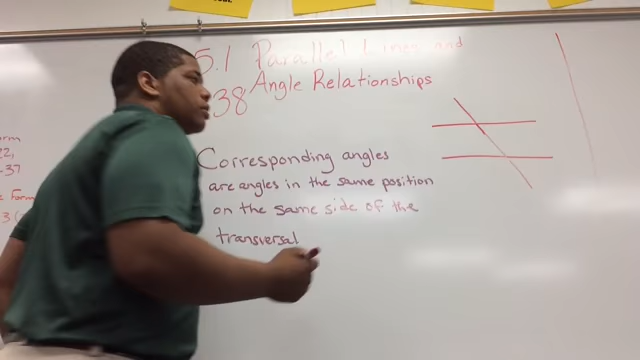 5.1 Parallel Lines and
Angle Relationships
38
Corresponding angles
are angles in the same position
on the same side of the
transversal
orm
22,
-37
e Form
3